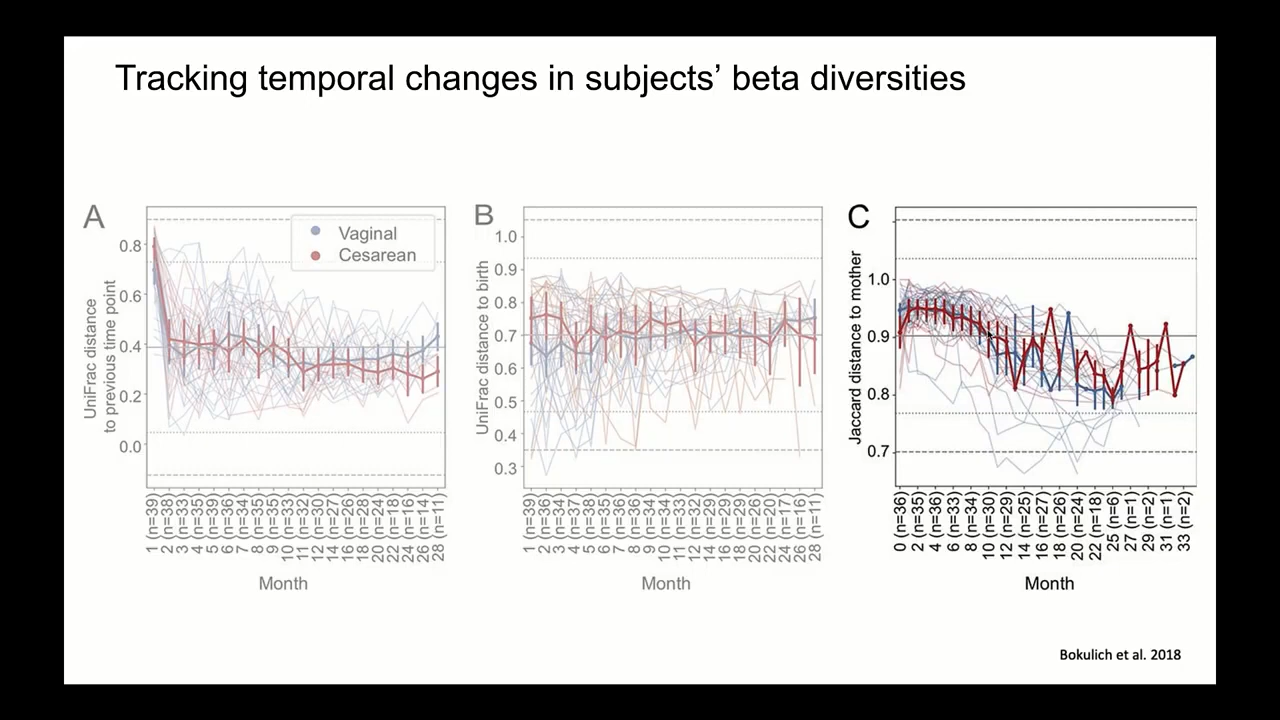 Tracking temporal changes in subjects’ beta diversities
A
UniFrac distance
to previous time point
0.8
0.6
0.4
0.2
0.0
Vaginal
Cesarean
1 (n=39)
2 (n=38)
3 (n=33)
4 (n=35)
5 (n=39)
6 (n=36)
7 (n=34)
8 (n=35)
9 (n=35)
10 (n=33)
11 (n=32)
12 (n=30)
14 (n=27)
16 (n=32)
18 (n=28)
20 (n=24)
22 (n=18)
24 (n=16)
26 (n=14)
28 (n=11)
Month
B
UniFrac distance to birth
1.0
0.9
0.8
0.7
0.6
0.5
0.4
0.3
1 (n=39)
2 (n=36)
3 (n=34)
4 (n=37)
5 (n=38)
6 (n=35)
7 (n=36)
8 (n=36)
9 (n=34)
10 (n=34)
11 (n=33)
12 (n=32)
14 (n=29)
16 (n=29)
18 (n=29)
20 (n=26)
22 (n=20)
24 (n=17)
26 (n=16)
28 (n=11)
Month
C
Jaccard distance to mother
1.0
0.9
0.8
0.7
0 (n=36)
2 (n=35)
4 (n=36)
6 (n=33)
8 (n=34)
10 (n=30)
12 (n=29)
14 (n=25)
16 (n=27)
18 (n=26)
20 (n=24)
22 (n=18)
25 (n=6)
27 (n=1)
29 (n=2)
31 (n=1)
33 (n=2)
Month
Bokulich et al. 2018